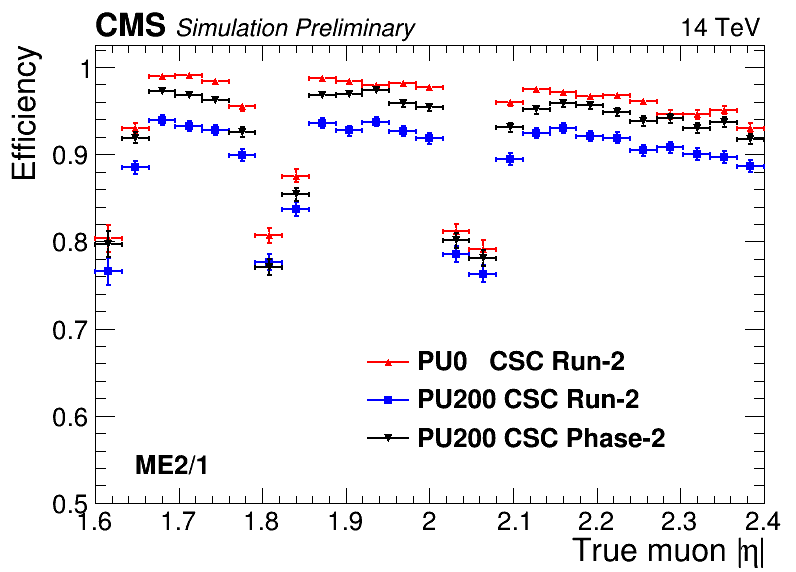 CMS Simulation Preliminary 14 TeV
Efficiency
1
0.9
0.8
0.7
0.6
0.5
PU0 CSC Run-2
PU200 CSC Run-2
PU200 CSC Phase-2
ME2/1
1.6 1.7 1.8 1.9 2 2.1 2.2 2.3 2.4
True muon |η|